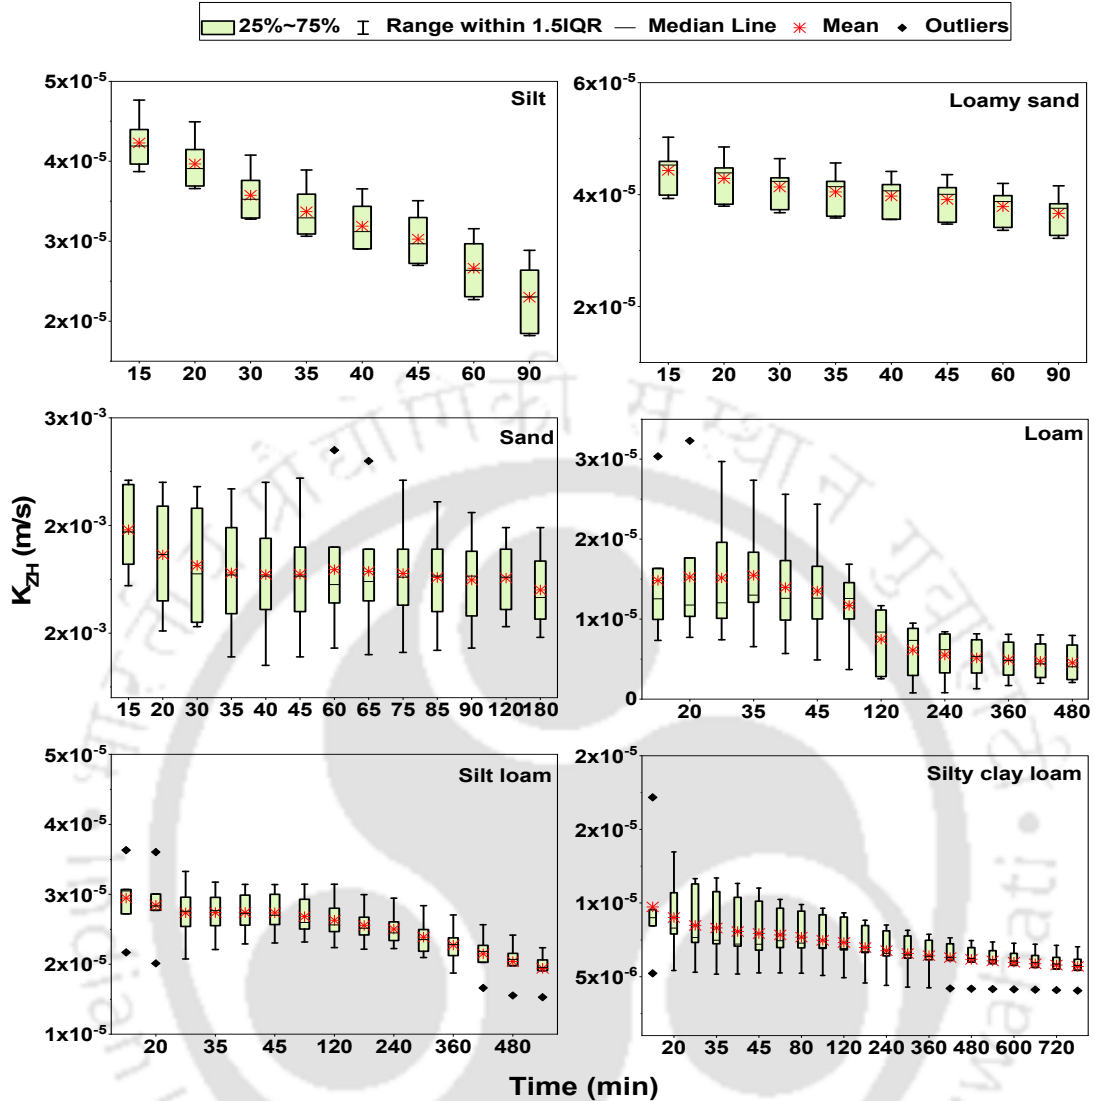 25%~75% Range within 1.5IQR Median Line Mean Outliers
Silt
5x10⁻⁵
4x10⁻⁵
3x10⁻⁵
2x10⁻⁵
15 20 30 35 40 45 60 90
Loamy sand
6x10⁻⁵
4x10⁻⁵
2x10⁻⁵
15 20 30 35 40 45 60 90
K_ZH (m/s)
Sand
3x10⁻³
2x10⁻³
2x10⁻³
15 20 30 35 40 45 60 65 75 85 90 120 180
Loam
3x10⁻⁵
2x10⁻⁵
1x10⁻⁵
0
20 35 45 120 240 360 480
Silt loam
5x10⁻⁵
4x10⁻⁵
3x10⁻⁵
2x10⁻⁵
1x10⁻⁵
20 35 45 120 240 360 480
Silty clay loam
2x10⁻⁵
2x10⁻⁵
1x10⁻⁵
5x10⁻⁶
20 35 45 80 120 240 360 480 600 720
Time (min)